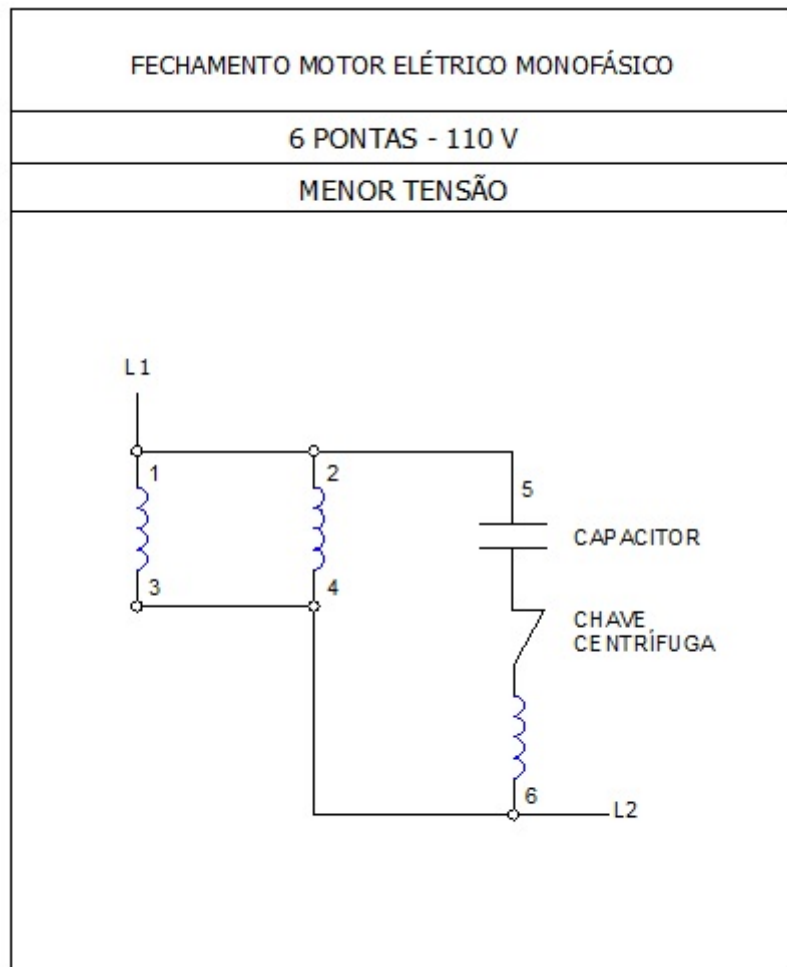 FECHAMENTO MOTOR ELÉTRICO MONOFÁSICO
6 PONTAS - 110 V
MENOR TENSÃO
L1
1
2
5
CAPACITOR
3
4
CHAVE
CENTRÍFUGA
6
L2